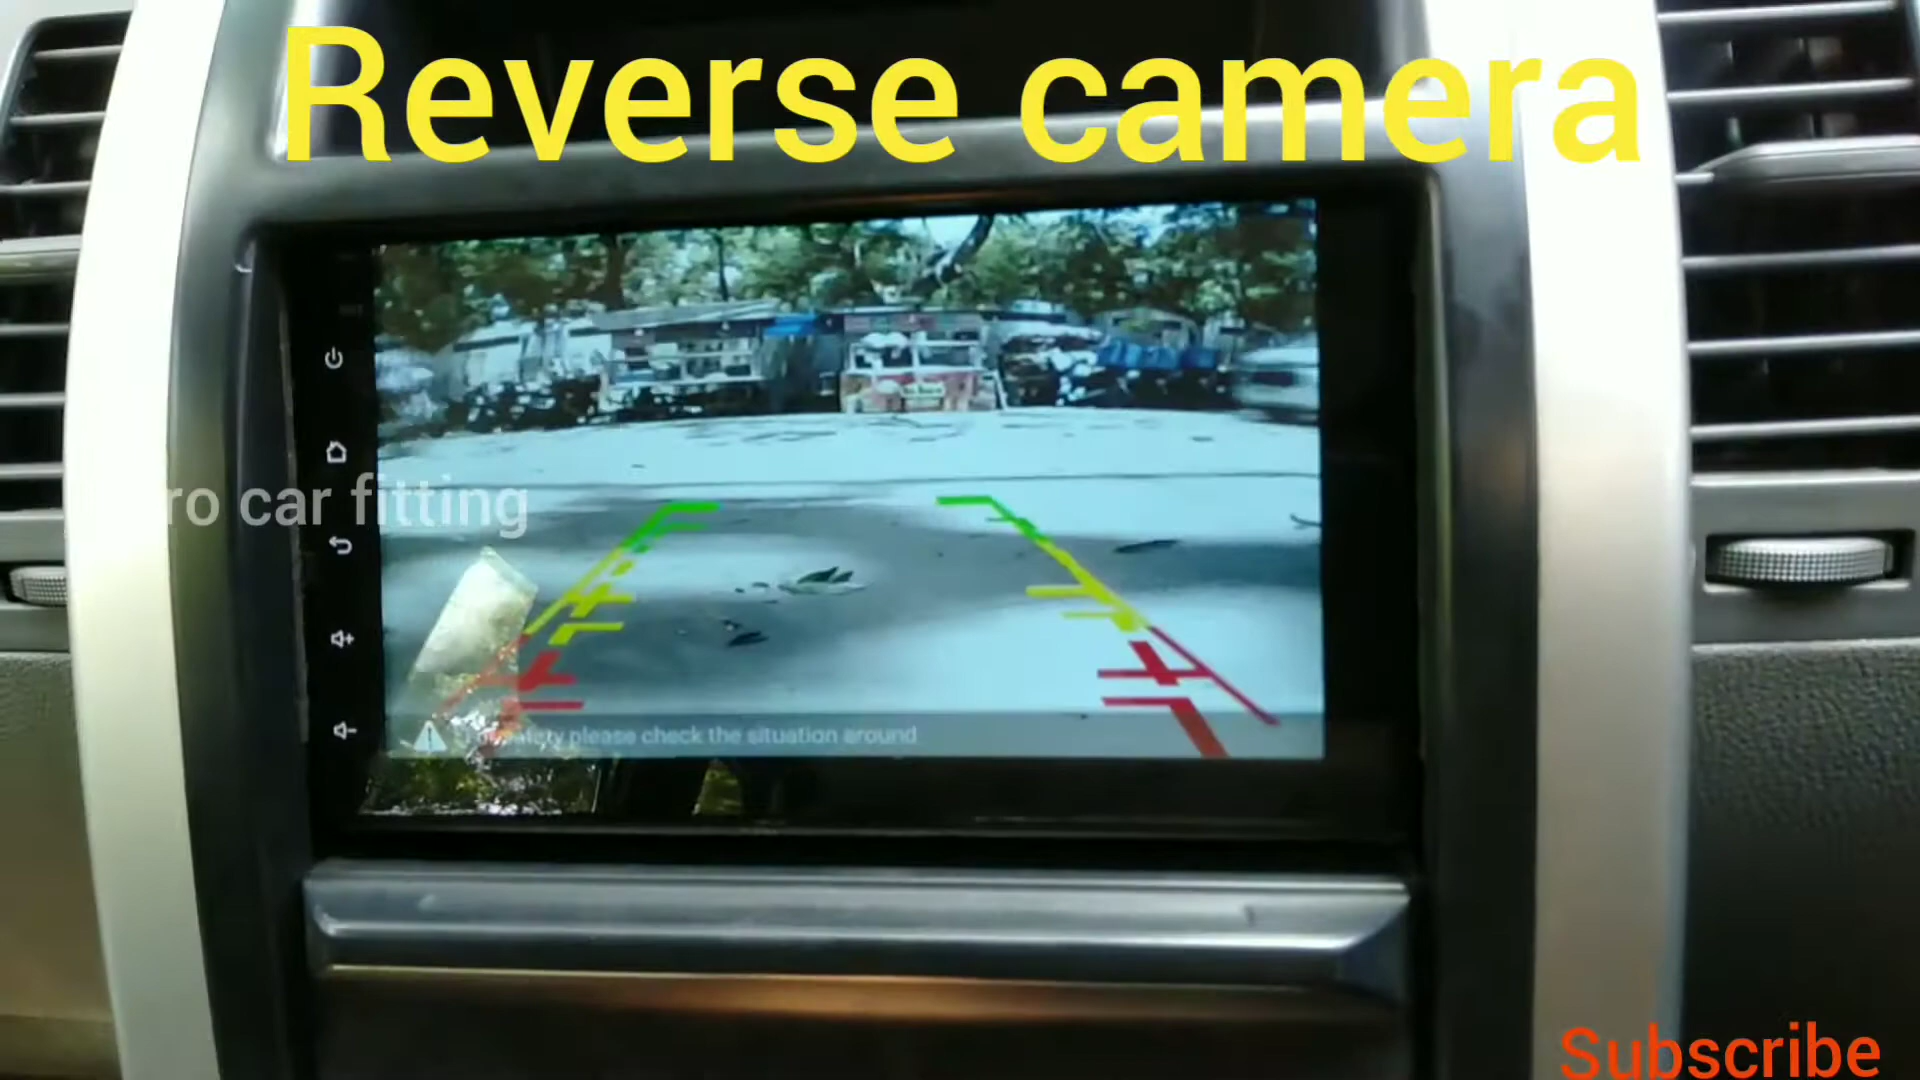 Reverse camera
ro car fitting
please check the situation around
Subscribe